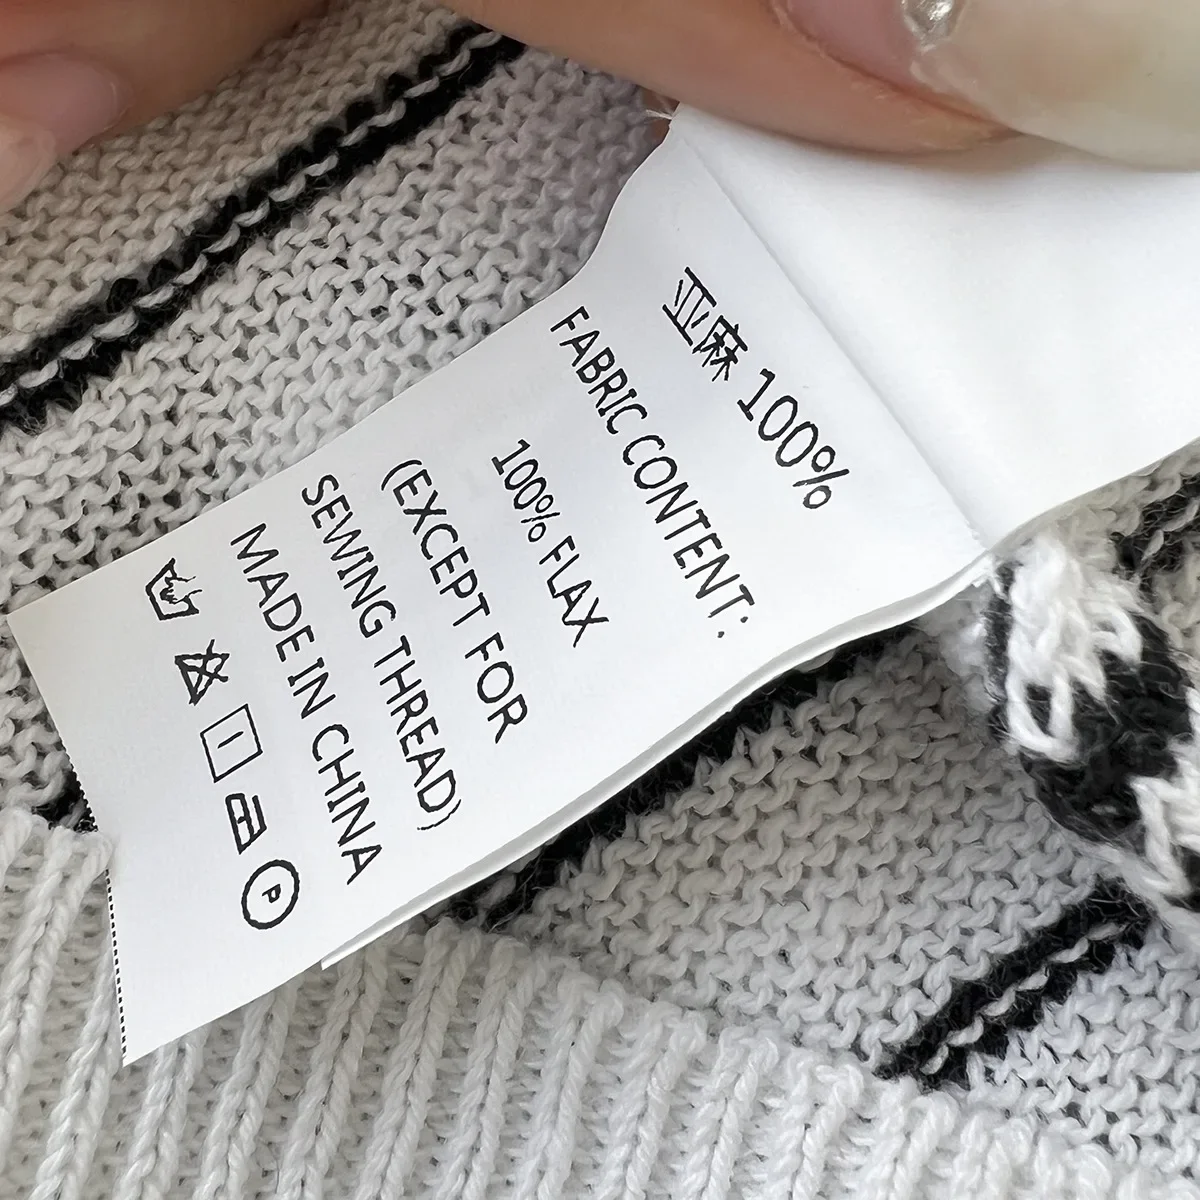 亚麻 100%
FABRIC CONTENT:
100% FLAX
(EXCEPT FOR
SEWING THREAD)
MADE IN CHINA
P